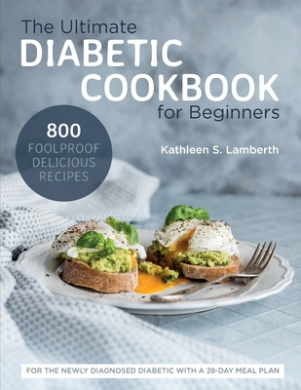 The Ultimate
DIABETIC
COOKBOOK
for Beginners
800
FOOLPROOF
DELICIOUS
RECIPES
Kathleen S. Lamberth
FOR THE NEWLY DIAGNOSED DIABETIC WITH A 28-DAY MEAL PLAN